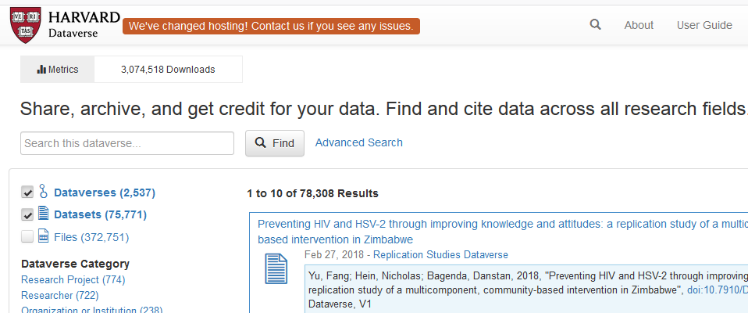 HARVARD
Dataverse
We've changed hosting! Contact us if you see any issues.
About
User Guide
Metrics
3,074,518 Downloads
Share, archive, and get credit for your data. Find and cite data across all research fields
Search this dataverse...
Find
Advanced Search
Dataverses (2,537)
Datasets (75,771)
Files (372,751)
Dataverse Category
Research Project (774)
Researcher (722)
Organization or Institution (238)
1 to 10 of 78,308 Results
Preventing HIV and HSV-2 through improving knowledge and attitudes: a replication study of a
based intervention in Zimbabwe
Feb 27, 2018 - Replication Studies Dataverse
Yu, Fang; Hein, Nicholas; Bagenda, Danstan, 2018, "Preventing HIV and HSV-2 through improving
replication study of a multicomponent, community-based intervention in Zimbabwe", doi:10.7910/
Dataverse, V1